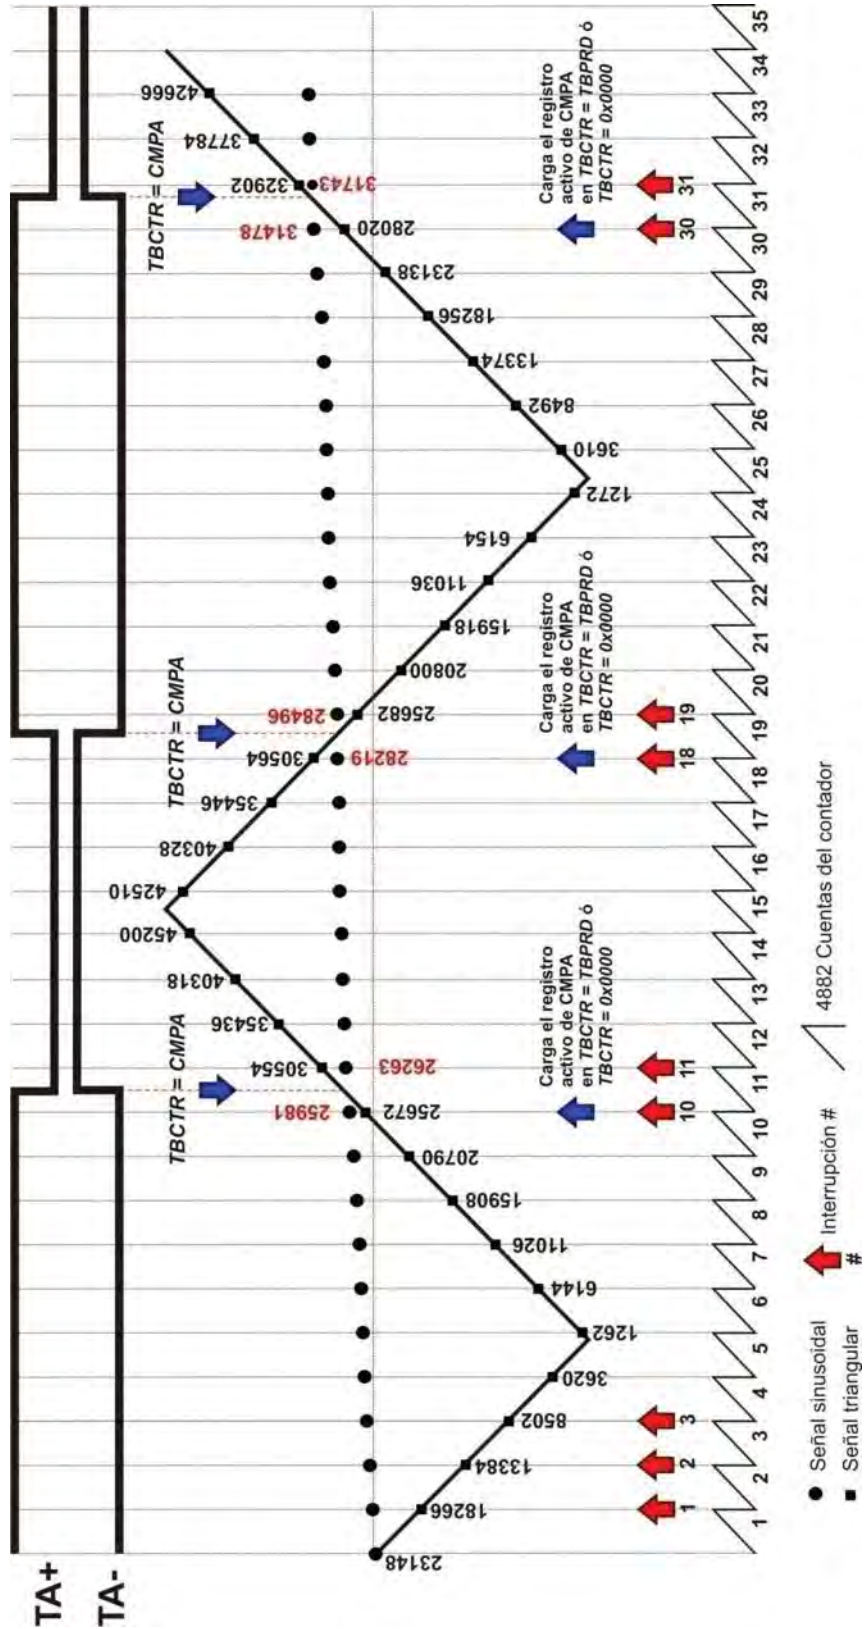 TA+
TA-
TBCTR = CMPA
TBCTR = CMPA
TBCTR = CMPA
23148
18266
13384
8502
3620
1262
6144
11026
15908
20790
25672
25981
30554
26263
35436
40318
45200
42510
40328
35446
30564
28219
28496
25682
20800
15918
11036
6154
1272
3610
8492
13374
18256
23138
28020
31478
32902
31743
37784
42666
Carga el registro
activo de CMPA
en TBCTR = TBPRD ó
TBCTR = 0x0000
Carga el registro
activo de CMPA
en TBCTR = TBPRD ó
TBCTR = 0x0000
Carga el registro
activo de CMPA
en TBCTR = TBPRD ó
TBCTR = 0x0000
1 2 3 10 11 18 19 30 31
1 2 3 4 5 6 7 8 9 10 11 12 13 14 15 16 17 18 19 20 21 22 23 24 25 26 27 28 29 30 31 32 33 34 35
Señal sinusoidal
Señal triangular
#
Interrupción #
4882 Cuentas del contador